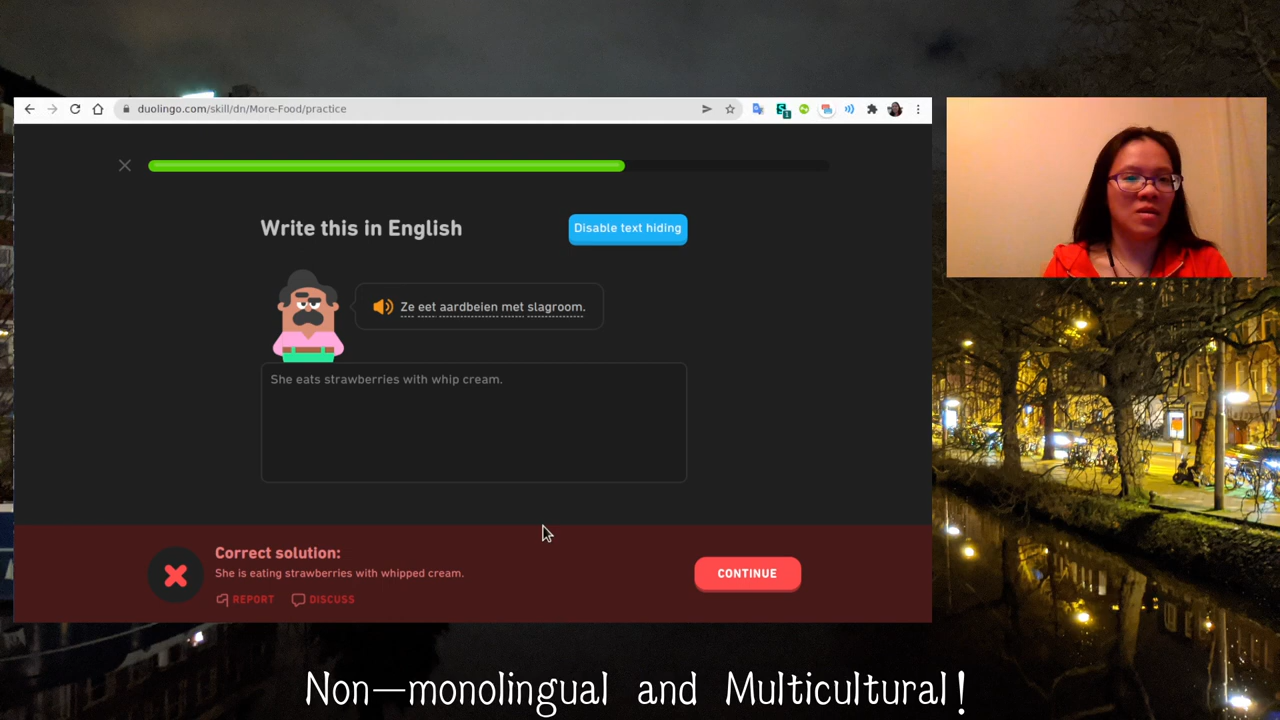 duolingo.com/skill/dn/More-Food/practice
Write this in English
Disable text hiding
Ze eet aardbeien met slagroom.
She eats strawberries with whip cream.
Correct solution:
She is eating strawberries with whipped cream.
REPORT DISCUSS
CONTINUE
Non-monolingual and Multicultural!